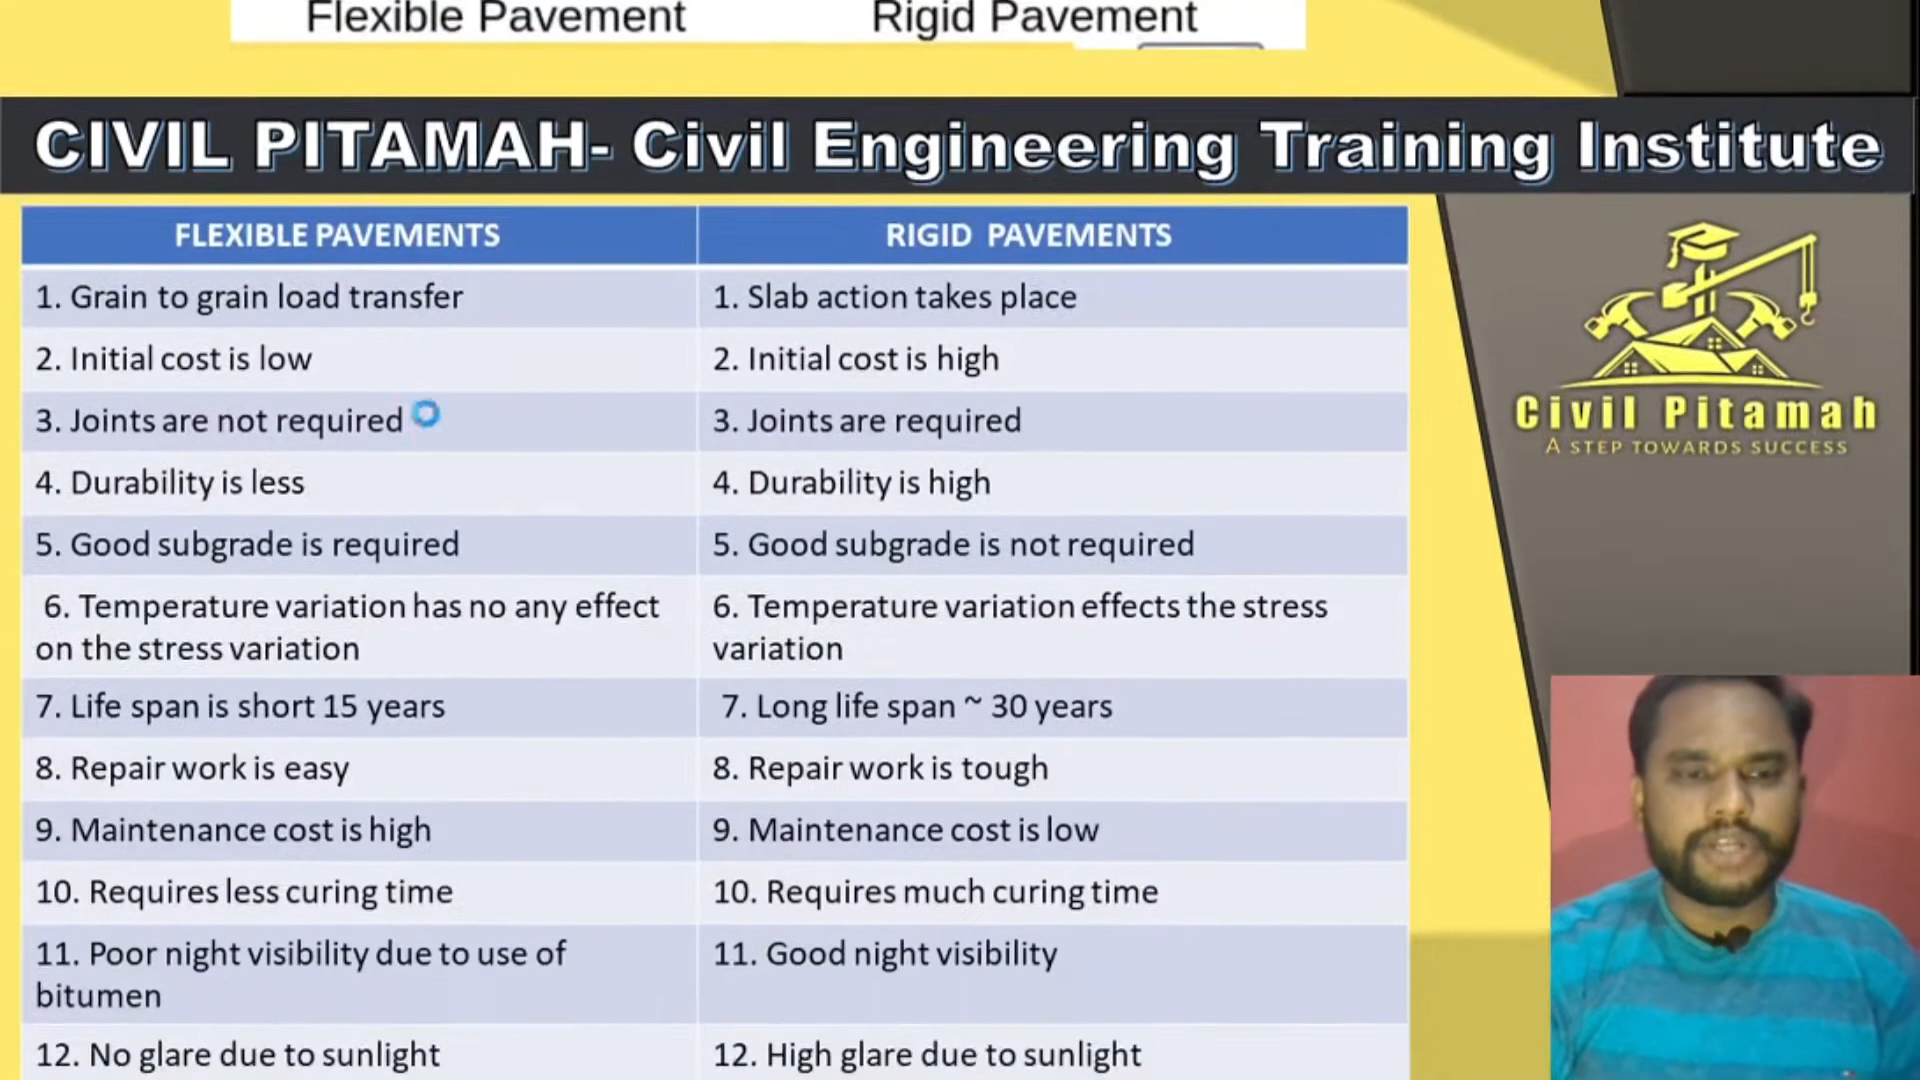 Flexible Pavement Rigid Pavement
CIVIL PITAMAH- Civil Engineering Training Institute
FLEXIBLE PAVEMENTS RIGID PAVEMENTS
1. Grain to grain load transfer 1. Slab action takes place
2. Initial cost is low 2. Initial cost is high
3. Joints are not required 3. Joints are required
4. Durability is less 4. Durability is high
5. Good subgrade is required 5. Good subgrade is not required
6. Temperature variation has no any effect 6. Temperature variation effects the stress
on the stress variation variation
7. Life span is short 15 years 7. Long life span ~ 30 years
8. Repair work is easy 8. Repair work is tough
9. Maintenance cost is high 9. Maintenance cost is low
10. Requires less curing time 10. Requires much curing time
11. Poor night visibility due to use of 11. Good night visibility
bitumen
12. No glare due to sunlight 12. High glare due to sunlight
Civil Pitamah
A STEP TOWARDS SUCCESS